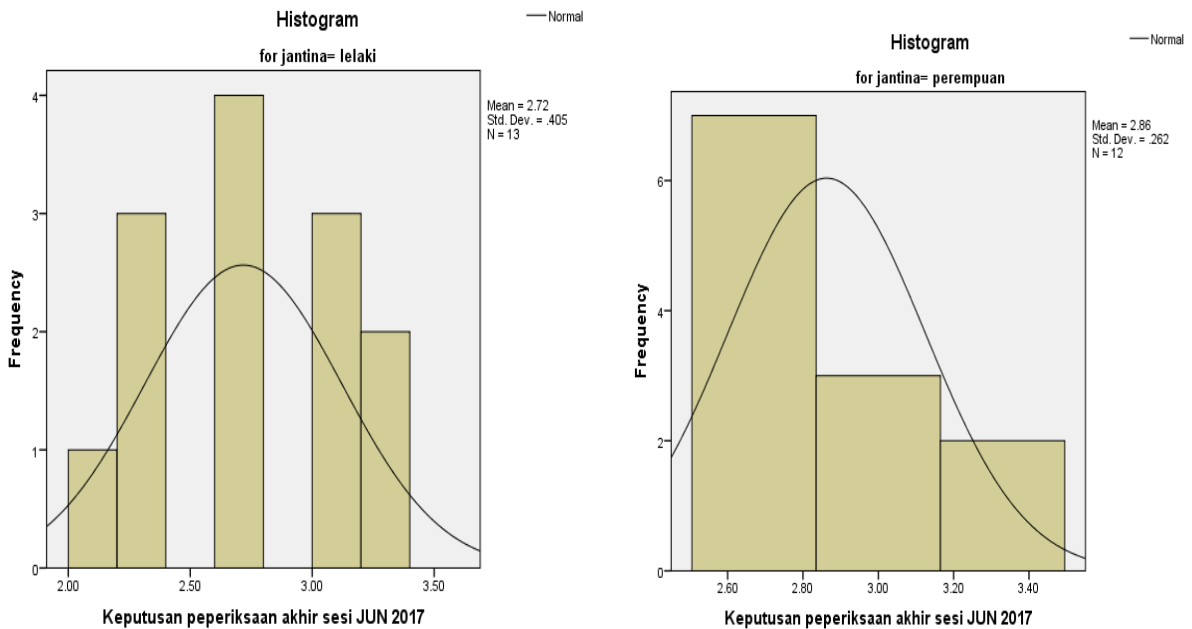 Histogram
Normal
for jantina= lelaki
Mean = 2.72
Std. Dev. = .405
N = 13
4
3
2
1
0
Frequency
2.00 2.50 3.00 3.50
Keputusan peperiksaan akhir sesi JUN 2017
Histogram
Normal
for jantina= perempuan
Mean = 2.86
Std. Dev. = .262
N = 12
6
4
2
0
Frequency
2.60 2.80 3.00 3.20 3.40
Keputusan peperiksaan akhir sesi JUN 2017